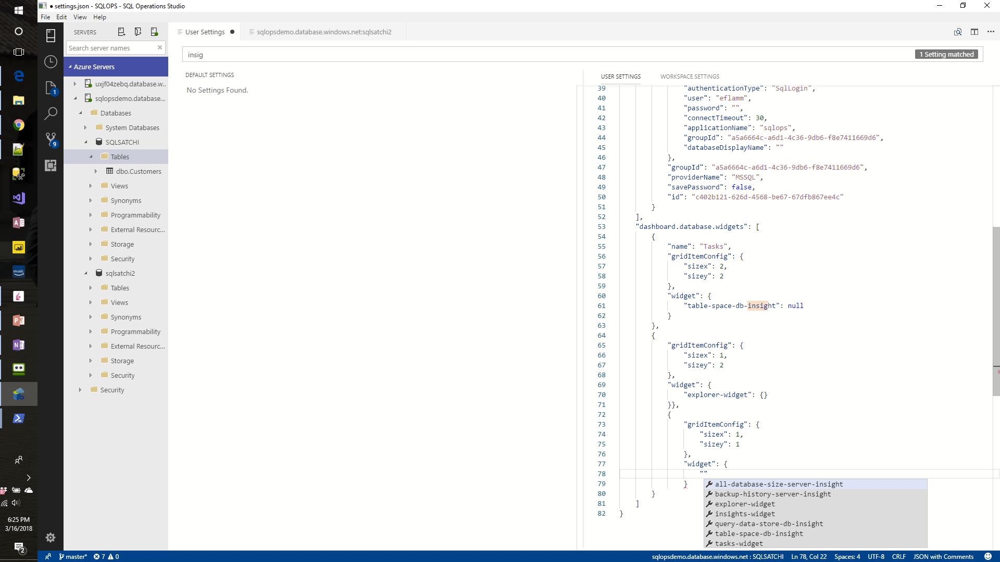 ● settings.json - SQLOPS - SQL Operations Studio
File Edit View Help
SERVERS
Search server names
Azure Servers
uxjf04zebq.database.w...
sqlopsdemo.database...
Databases
System Databases
SQLSATCHI
Tables
dbo.Customers
Views
Synonyms
Programmability
External Resourc...
Storage
Security
sqlsatchi2
Tables
Views
Synonyms
Programmability
External Resourc...
Storage
Security
Security
User Settings ●
sqlopsdemo.database.windows.net:sqlsatchi2
insig
1 Setting matched
DEFAULT SETTINGS
No Settings Found.
USER SETTINGS WORKSPACE SETTINGS
39 "authenticationType": "SqlLogin",
40 "user": "eflamm",
41 "password": "",
42 "connectTimeout": 30,
43 "applicationName": "sqlops",
44 "groupId": "a5a6664c-a6d1-4c36-9db6-f8e7411669d6",
45 "databaseDisplayName": ""
46 },
47 "groupId": "a5a6664c-a6d1-4c36-9db6-f8e7411669d6",
48 "providerName": "MSSQL",
49 "savePassword": false,
50 "id": "c402b121-626d-4568-be67-67dfb867ee4c"
51 }
52 ],
53 "dashboard.database.widgets": [
54 {
55 "name": "Tasks",
56 "gridItemConfig": {
57 "sizex": 2,
58 "sizey": 2
59 },
60 "widget": {
61 "table-space-db-insight": null
62 }
63 },
64 {
65 "gridItemConfig": {
66 "sizex": 1,
67 "sizey": 2
68 },
69 "widget": {
70 "explorer-widget": {}
71 }},
72 {
73 "gridItemConfig": {
74 "sizex": 1,
75 "sizey": 1
76 },
77 "widget": {
78 ""
79 }
80 }
81 ]
82 }
all-database-size-server-insight
backup-history-server-insight
explorer-widget
insights-widget
query-data-store-db-insight
table-space-db-insight
tasks-widget
1
9
music
6:25 PM
3/16/2018
2
master* 7 0
sqlopsdemo.database.windows.net : SQLSATCHI Ln 78, Col 22 Spaces: 4 UTF-8 CRLF JSON with Comments